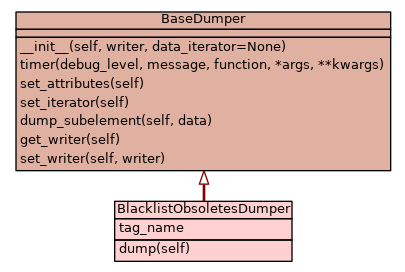 BaseDumper
__init__(self, writer, data_iterator=None)
timer(debug_level, message, function, *args, **kwargs)
set_attributes(self)
set_iterator(self)
dump_subelement(self, data)
get_writer(self)
set_writer(self, writer)
BlacklistObsoletesDumper
tag_name
dump(self)